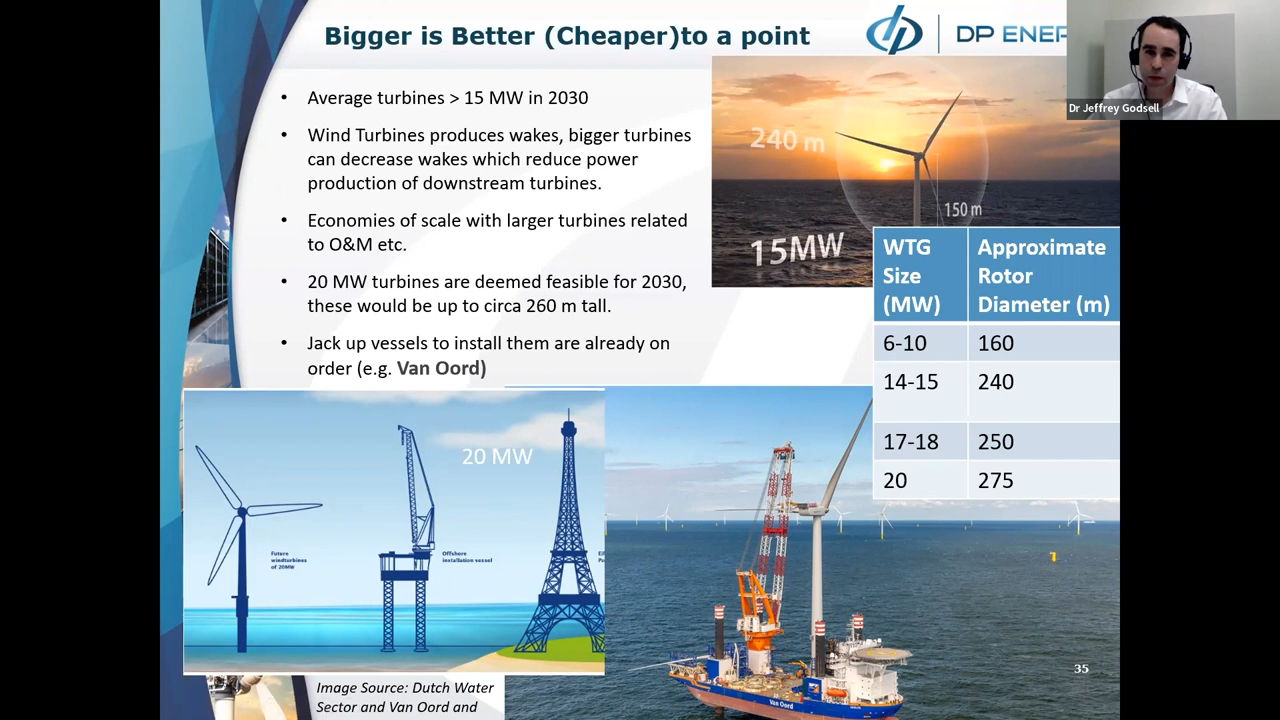 Bigger is Better (Cheaper)to a point
DP ENER
Dr Jeffrey Godsell
• Average turbines > 15 MW in 2030
• Wind Turbines produces wakes, bigger turbines
can decrease wakes which reduce power
production of downstream turbines.
• Economies of scale with larger turbines related
to O&M etc.
• 20 MW turbines are deemed feasible for 2030,
these would be up to circa 260 m tall.
• Jack up vessels to install them are already on
order (e.g. Van Oord)
240 m
150 m
15MW
WTG Size (MW) Approximate Rotor Diameter (m)
6-10 160
14-15 240
17-18 250
20 275
20 MW
Future
windturbines
of 20MW
Offshore
installation vessel
Van Oord
35
Image Source: Dutch Water
Sector and Van Oord and